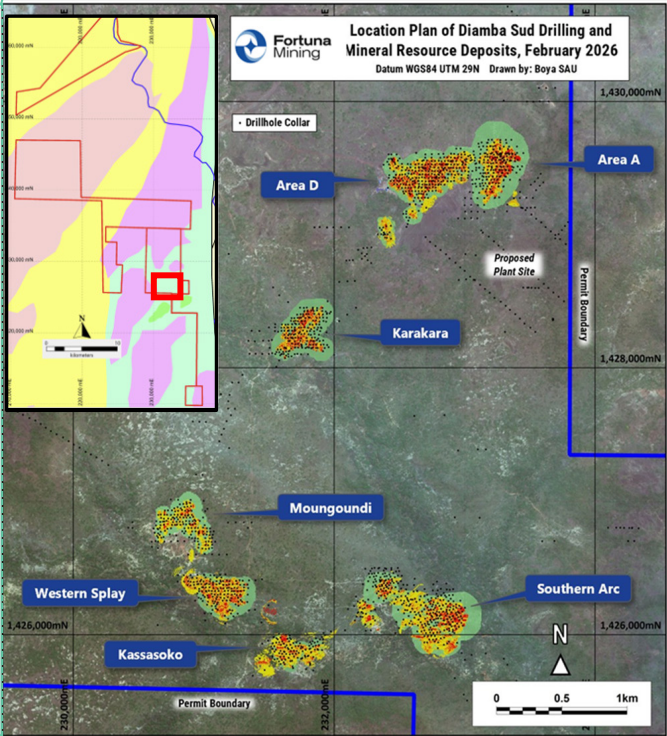 Fortuna
Mining
Location Plan of Diamba Sud Drilling and
Mineral Resource Deposits, February 2026
Datum WGS84 UTM 29N Drawn by: Boya SAU
1,430,000mN
Drillhole Collar
Area D
Area A
Proposed
Plant Site
Permit Boundary
N
kilometers
Karakara
1,428,000mN
Moungoundi
Western Splay
Southern Arc
1,426,000mN
1,426,000mN
Kassasoko
N
230,000mE
232,000mE
Permit Boundary
0 0.5 1km